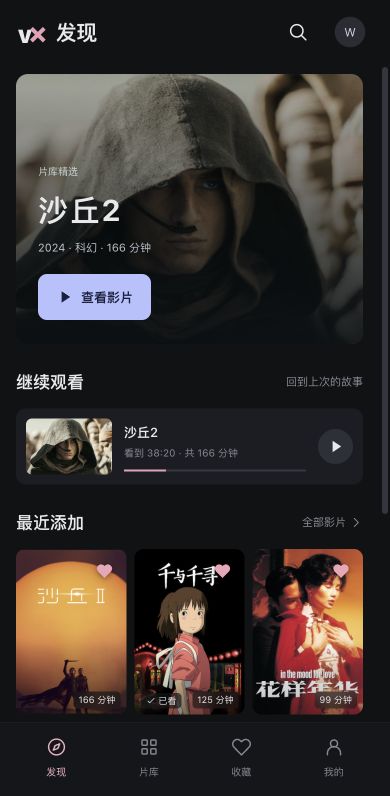 vx 发现
W
片库精选
沙丘2
2024 · 科幻 · 166 分钟
查看影片
继续观看
回到上次的故事
沙丘2
看到 38:20 · 共 166 分钟
最近添加
全部影片
沙丘II
166 分钟
千与千寻
已看
125 分钟
in the mood for love
花样年华
99 分钟
发现
片库
收藏
我的